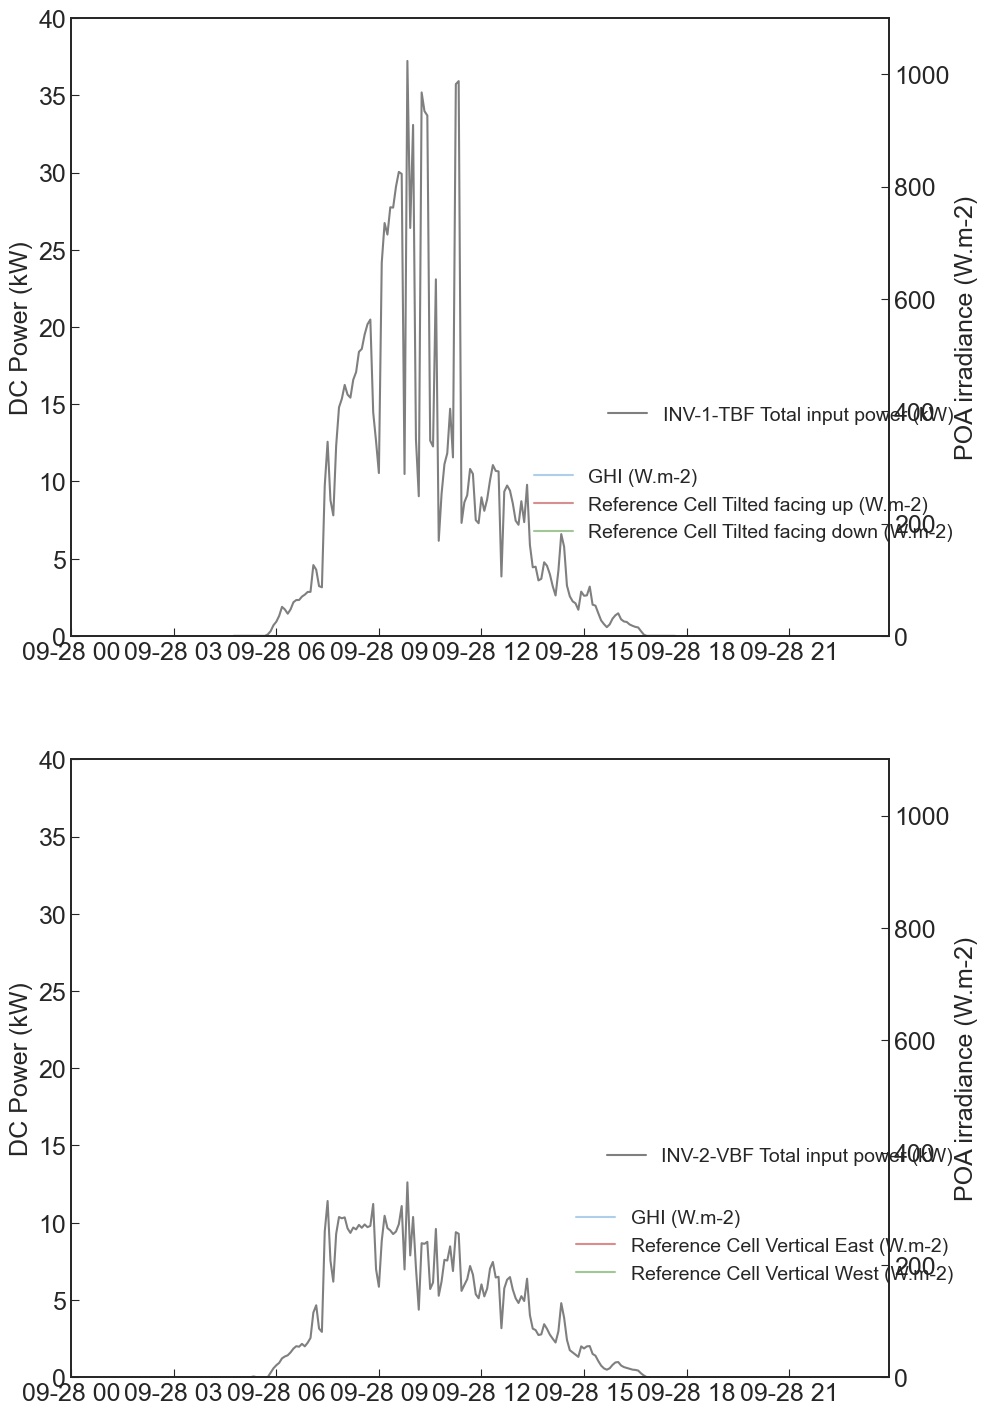 40
35
30
25
20
15
10
5
0
DC Power (kW)
1000
800
600
400
200
0
POA irradiance (W.m-2)
INV-1-TBF Total input power (kW)
GHI (W.m-2)
Reference Cell Tilted facing up (W.m-2)
Reference Cell Tilted facing down (W.m-2)
09-28 00 09-28 03 09-28 06 09-28 09 09-28 12 09-28 15 09-28 18 09-28 21
40
35
30
25
20
15
10
5
0
DC Power (kW)
1000
800
600
400
200
0
POA irradiance (W.m-2)
INV-2-VBF Total input power (kW)
GHI (W.m-2)
Reference Cell Vertical East (W.m-2)
Reference Cell Vertical West (W.m-2)
09-28 00 09-28 03 09-28 06 09-28 09 09-28 12 09-28 15 09-28 18 09-28 21